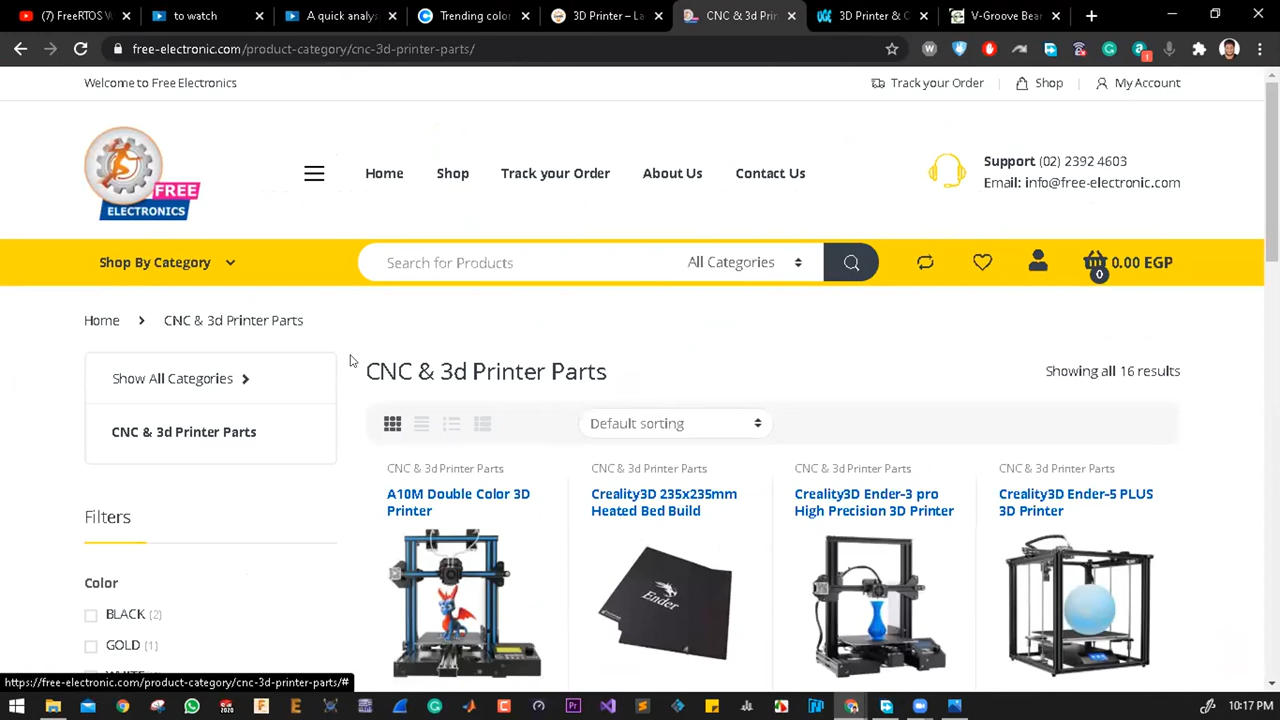 (7) FreeRTOS W
to watch
A quick analys
Trending color
3D Printer – La
CNC & 3d Prin
3D Printer & C
V-Groove Bea
free-electronic.com/product-category/cnc-3d-printer-parts/
Welcome to Free Electronics
Track your Order
Shop
My Account
FREE
ELECTRONICS
Home
Shop
Track your Order
About Us
Contact Us
Support (02) 2392 4603
Email: info@free-electronic.com
Shop By Category
Search for Products
All Categories
0
0.00 EGP
Home
CNC & 3d Printer Parts
Show All Categories
CNC & 3d Printer Parts
CNC & 3d Printer Parts
Showing all 16 results
Default sorting
Filters
Color
BLACK (2)
GOLD (1)
CNC & 3d Printer Parts
A10M Double Color 3D
Printer
CNC & 3d Printer Parts
Creality3D 235x235mm
Heated Bed Build
Ender
CNC & 3d Printer Parts
Creality3D Ender-3 pro
High Precision 3D Printer
CNC & 3d Printer Parts
Creality3D Ender-5 PLUS
3D Printer
https://free-electronic.com/product-category/cnc-3d-printer-parts/#
10:17 PM